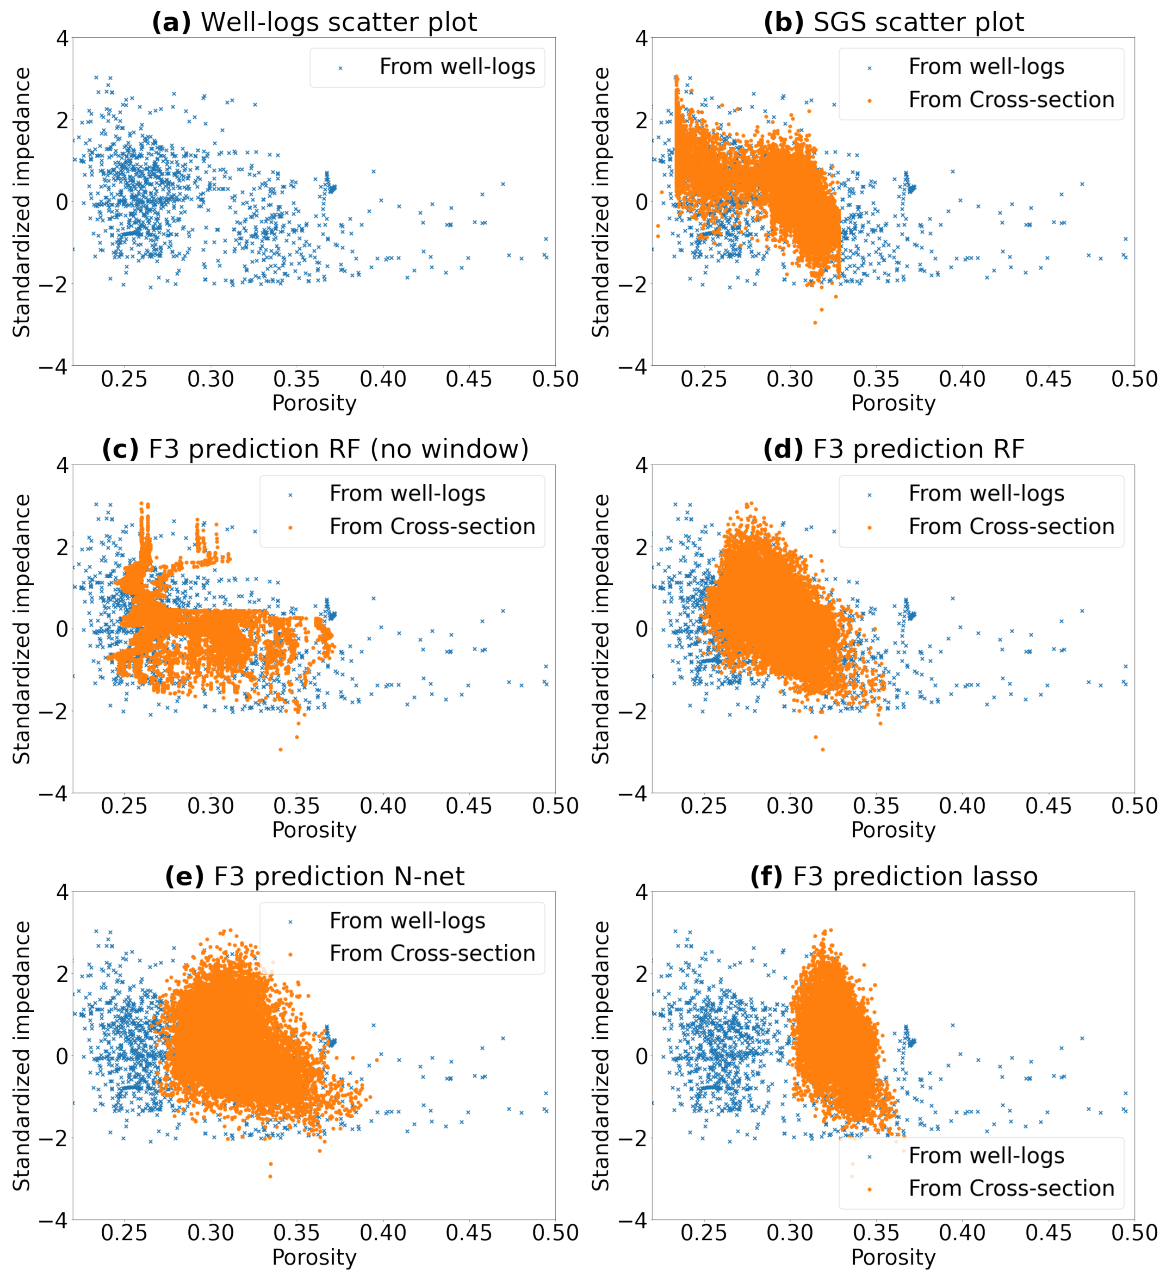 (a) Well-logs scatter plot
4
2
0
−2
−4
Standardized impedance
From well-logs
0.25 0.30 0.35 0.40 0.45 0.50
Porosity
(b) SGS scatter plot
4
2
0
−2
−4
Standardized impedance
From well-logs
From Cross-section
0.25 0.30 0.35 0.40 0.45 0.50
Porosity
(c) F3 prediction RF (no window)
4
2
0
−2
−4
Standardized impedance
From well-logs
From Cross-section
0.25 0.30 0.35 0.40 0.45 0.50
Porosity
(d) F3 prediction RF
4
2
0
−2
−4
Standardized impedance
From well-logs
From Cross-section
0.25 0.30 0.35 0.40 0.45 0.50
Porosity
(e) F3 prediction N-net
4
2
0
−2
−4
Standardized impedance
From well-logs
From Cross-section
0.25 0.30 0.35 0.40 0.45 0.50
Porosity
(f) F3 prediction lasso
4
2
0
−2
−4
Standardized impedance
From well-logs
From Cross-section
0.25 0.30 0.35 0.40 0.45 0.50
Porosity